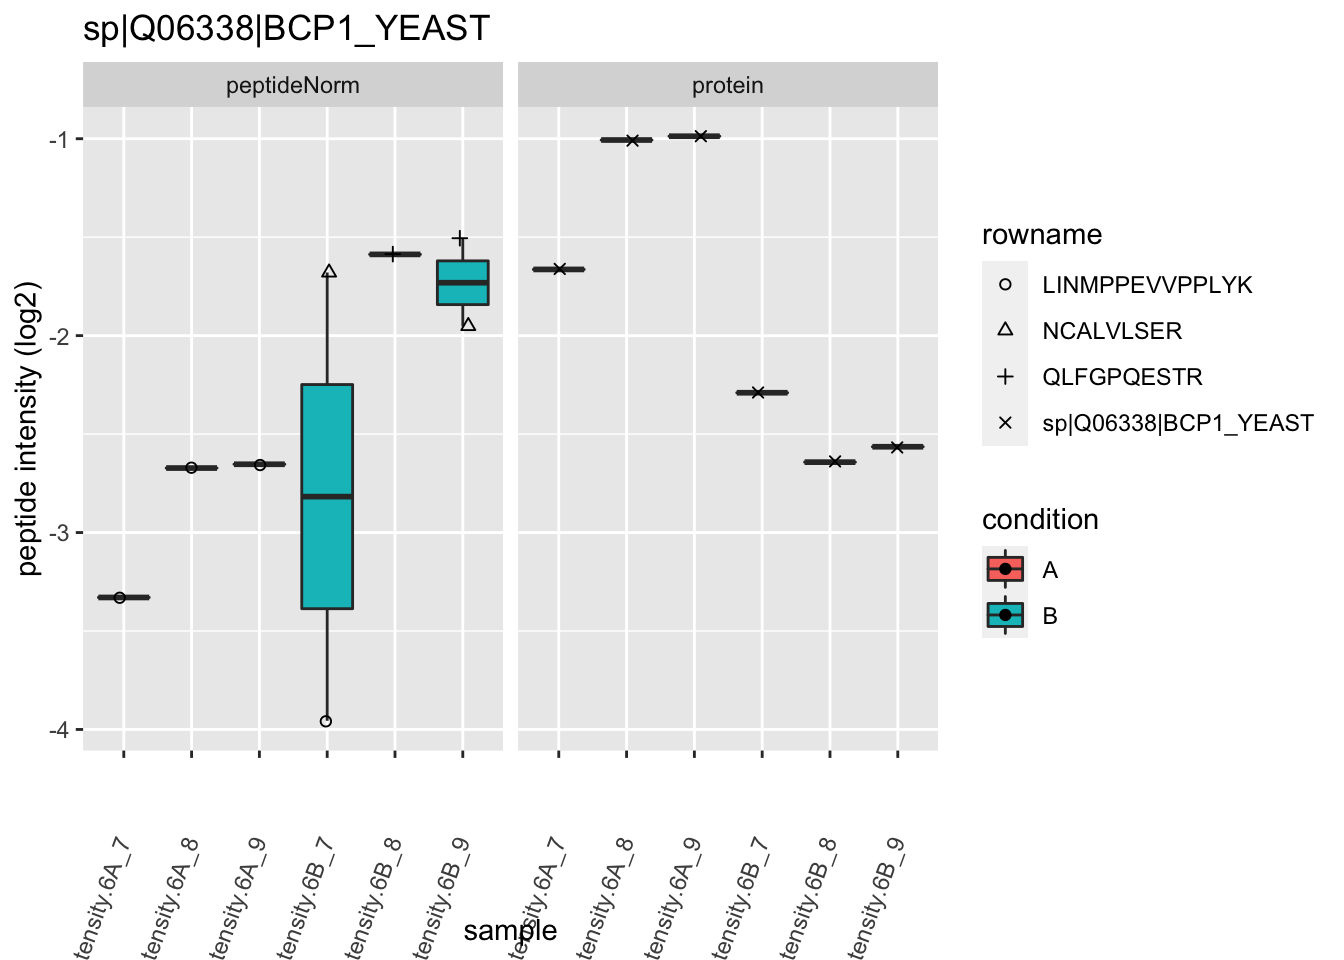 sp|Q06338|BCP1_YEAST
peptideNorm
protein
peptide intensity (log2)
-1
-2
-3
-4
tensity.6A_7
tensity.6A_8
tensity.6A_9
tensity.6B_7
tensity.6B_8
tensity.6B_9
tensity.6A_7
tensity.6A_8
tensity.6A_9
tensity.6B_7
tensity.6B_8
tensity.6B_9
sample
rowname
LINMPPEVVPPLYK
NCALVLSER
QLFGPQESTR
sp|Q06338|BCP1_YEAST
condition
A
B